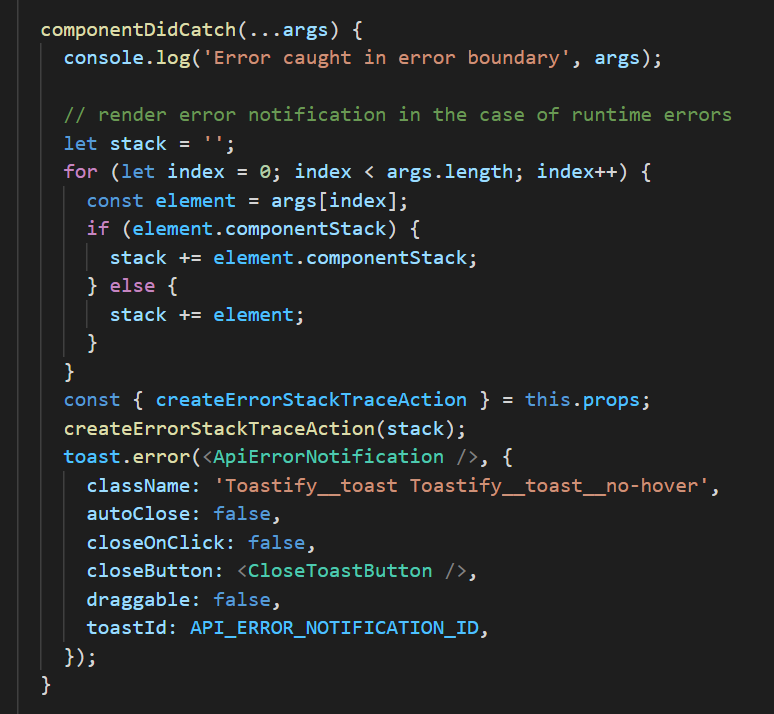 componentDidCatch(...args) {
  console.log('Error caught in error boundary', args);

  // render error notification in the case of runtime errors
  let stack = '';
  for (let index = 0; index < args.length; index++) {
    const element = args[index];
    if (element.componentStack) {
      stack += element.componentStack;
    } else {
      stack += element;
    }
  }
  const { createErrorStackTraceAction } = this.props;
  createErrorStackTraceAction(stack);
  toast.error(<ApiErrorNotification />, {
    className: 'Toastify__toast Toastify__toast__no-hover',
    autoClose: false,
    closeOnClick: false,
    closeButton: <CloseToastButton />,
    draggable: false,
    toastId: API_ERROR_NOTIFICATION_ID,
  });
}